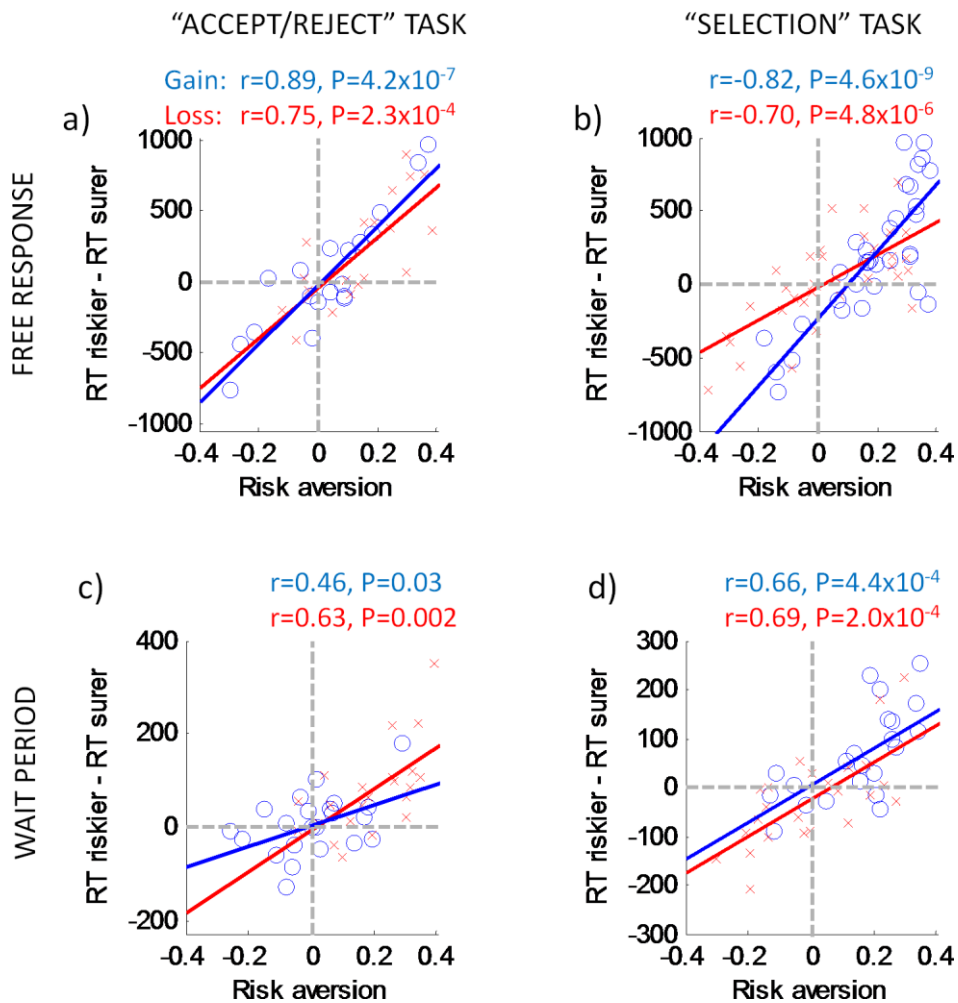 “ACCEPT/REJECT” TASK
“SELECTION” TASK
FREE RESPONSE
WAIT PERIOD
a)
Gain: r=0.89, P=4.2x10-7
Loss: r=0.75, P=2.3x10-4
RT riskier - RT surer
1000
500
0
-500
-1000
-0.4 -0.2 0 0.2 0.4
Risk aversion
b)
r=-0.82, P=4.6x10-9
r=-0.70, P=4.8x10-6
RT riskier - RT surer
1000
500
0
-500
-1000
-0.4 -0.2 0 0.2 0.4
Risk aversion
c)
r=0.46, P=0.03
r=0.63, P=0.002
RT riskier - RT surer
400
200
0
-200
-0.4 -0.2 0 0.2 0.4
Risk aversion
d)
r=0.66, P=4.4x10-4
r=0.69, P=2.0x10-4
RT riskier - RT surer
300
200
100
0
-100
-200
-300
-0.4 -0.2 0 0.2 0.4
Risk aversion